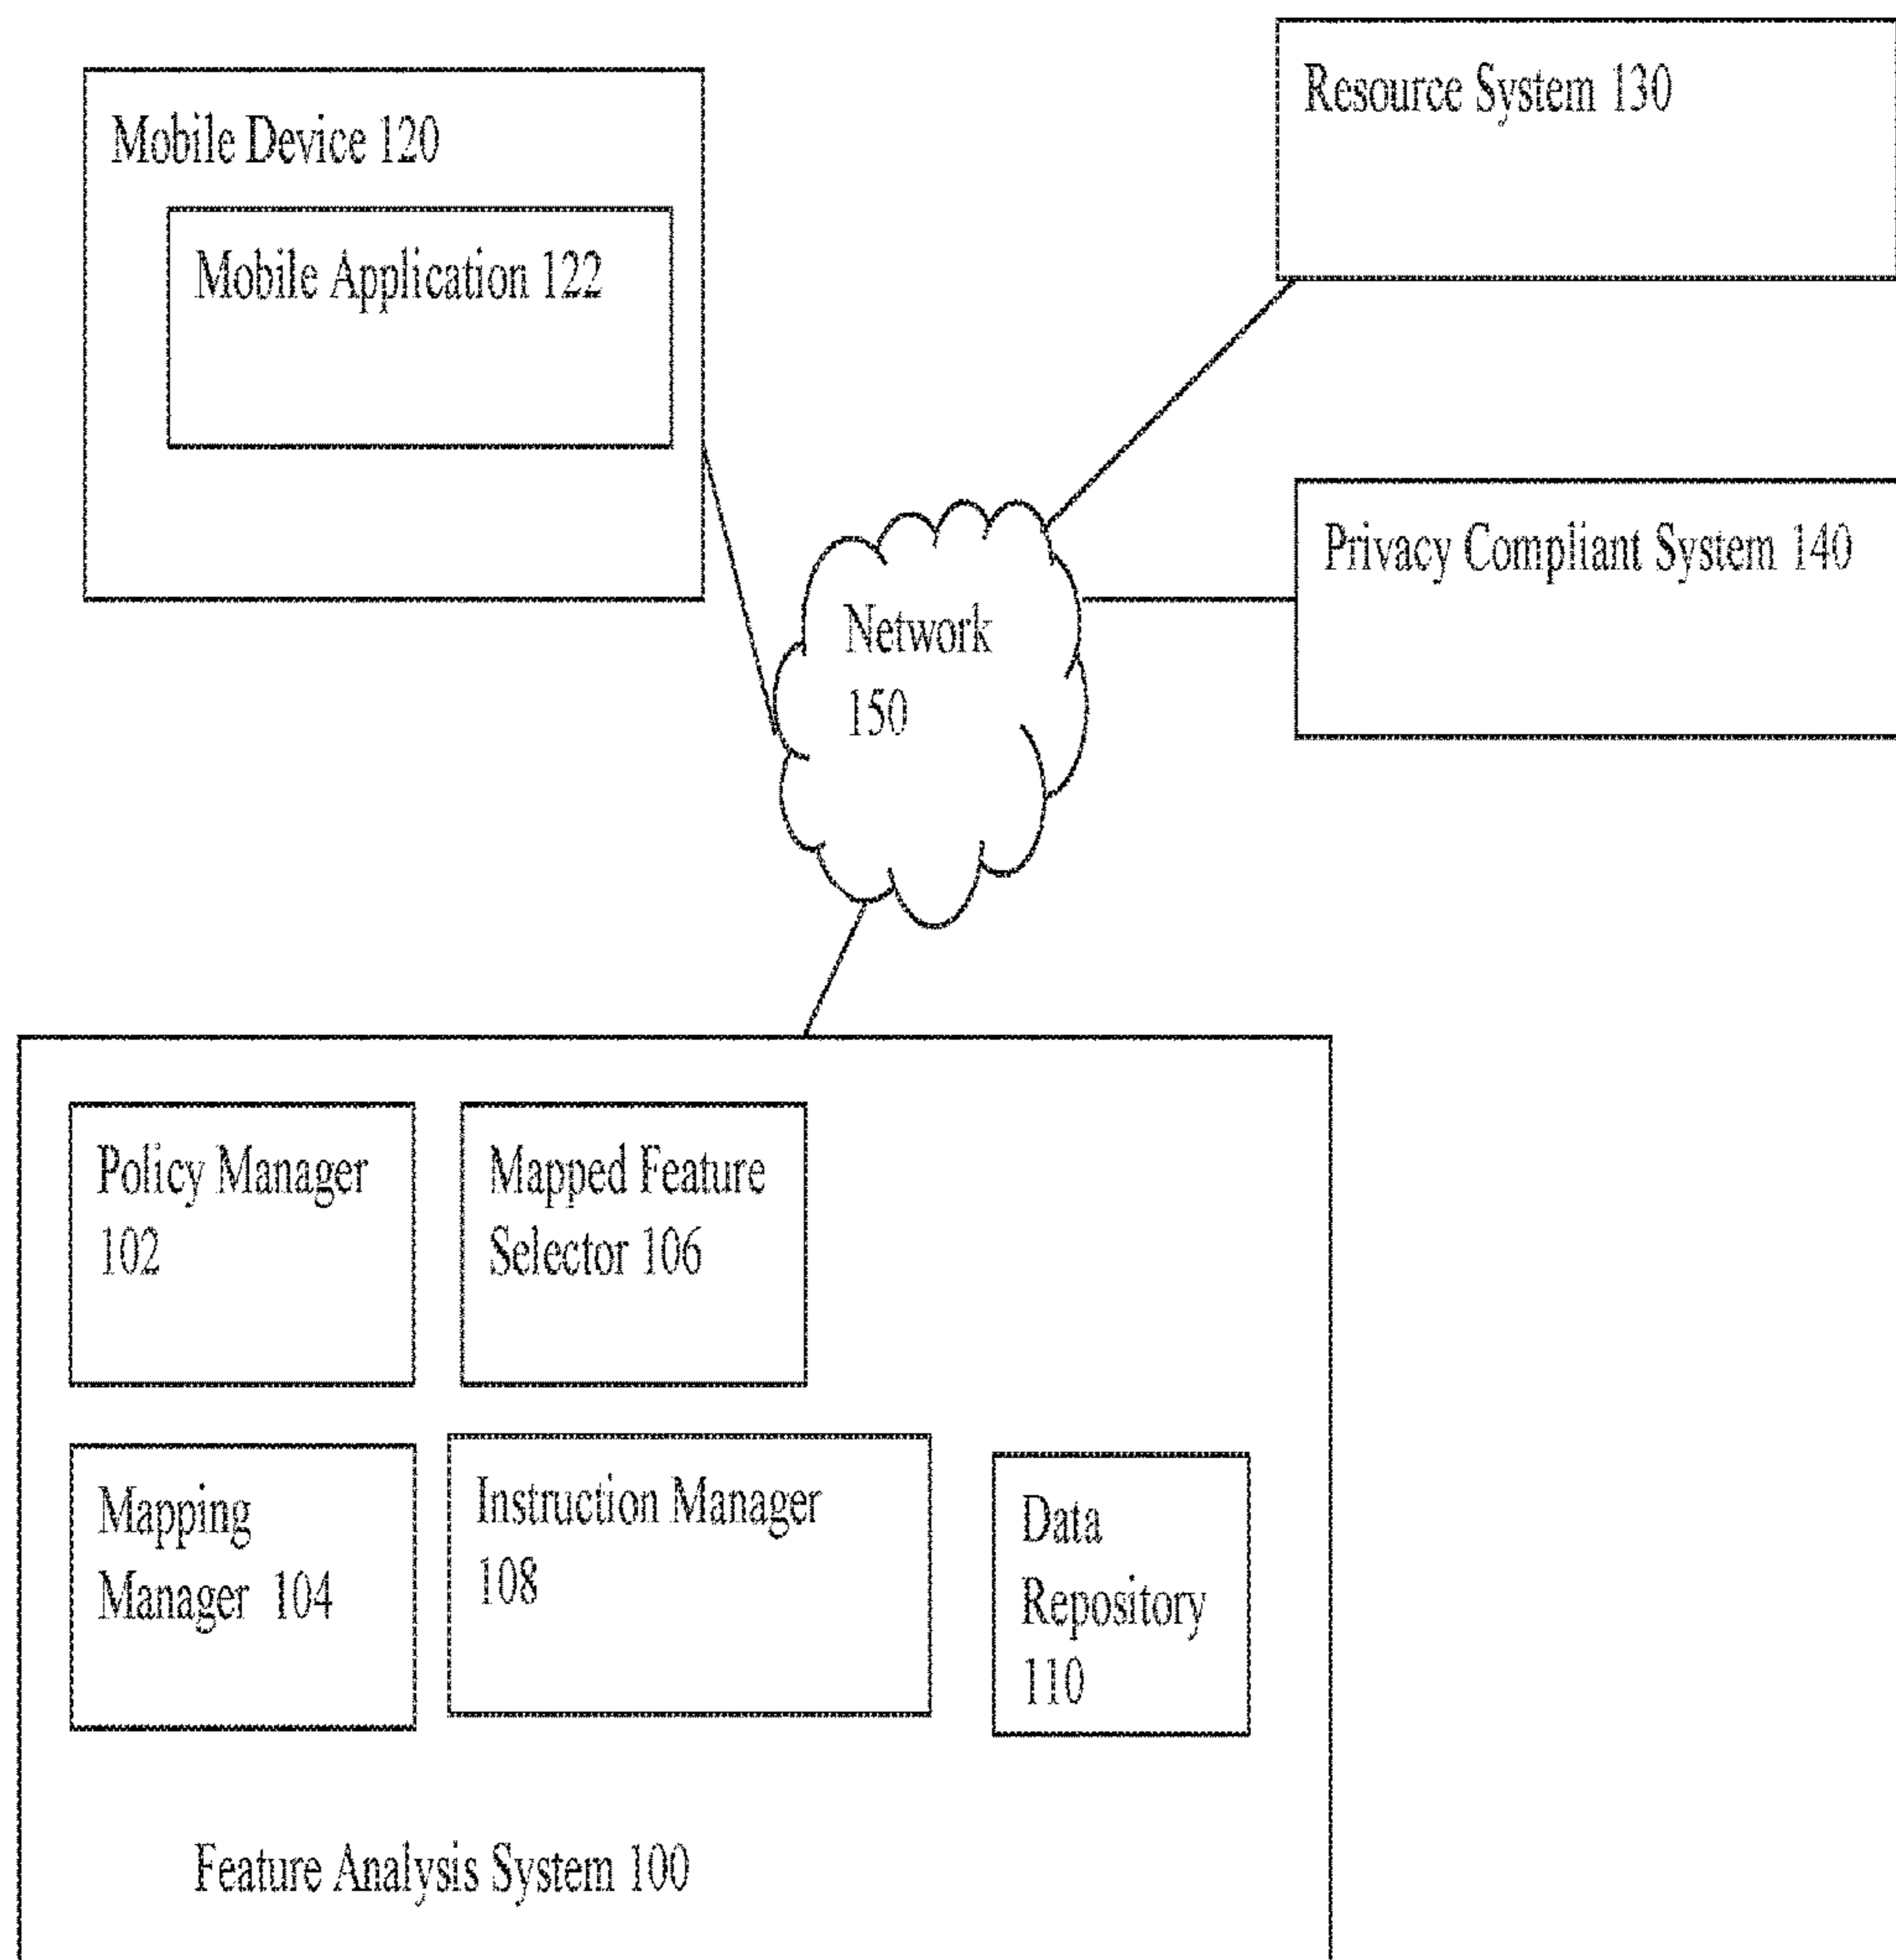 Mobile Device 120
Mobile Application 122
Resource System 130
Privacy Compliant System 140
Network
150
Policy Manager
102
Mapped Feature
Selector 106
Mapping
Manager 104
Instruction Manager
108
Data
Repository
110
Feature Analysis System 100